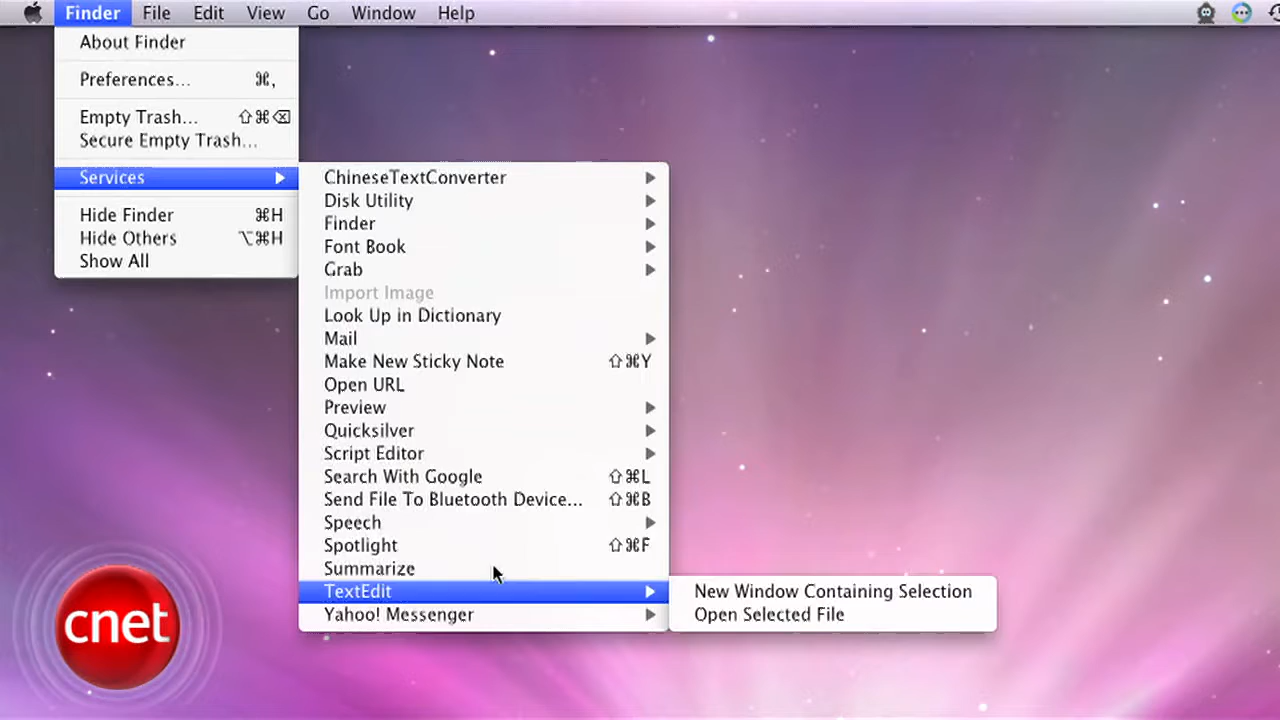 Finder File Edit View Go Window Help
About Finder
Preferences... ⌘,
Empty Trash... ⇧⌘⌫
Secure Empty Trash...
Services
Hide Finder ⌘H
Hide Others ⌥⌘H
Show All
ChineseTextConverter
Disk Utility
Finder
Font Book
Grab
Import Image
Look Up in Dictionary
Mail
Make New Sticky Note ⇧⌘Y
Open URL
Preview
Quicksilver
Script Editor
Search With Google ⇧⌘L
Send File To Bluetooth Device... ⇧⌘B
Speech
Spotlight ⇧⌘F
Summarize
TextEdit
Yahoo! Messenger
New Window Containing Selection
Open Selected File
cnet